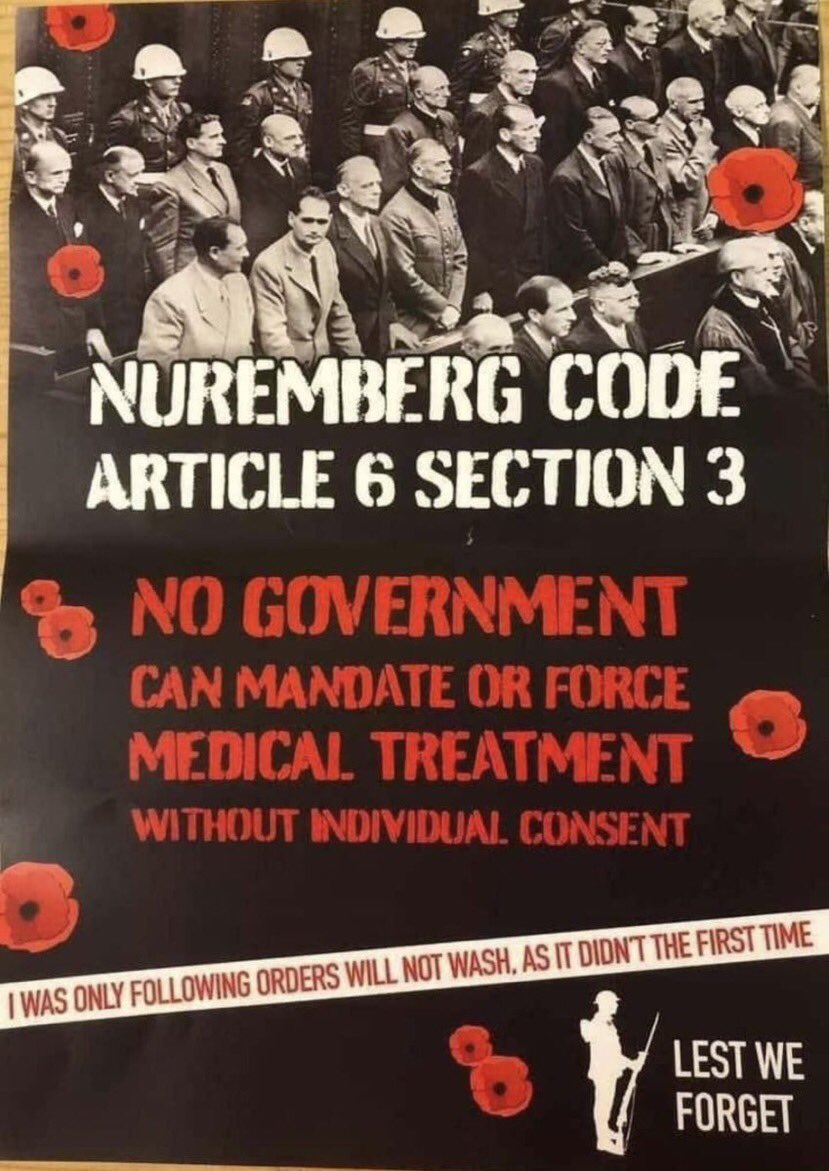 NUREMBERG CODE
ARTICLE 6 SECTION 3
NO GOVERNMENT
CAN MANDATE OR FORCE
MEDICAL TREATMENT
WITHOUT INDIVIDUAL CONSENT
I WAS ONLY FOLLOWING ORDERS WILL NOT WASH, AS IT DIDN'T THE FIRST TIME
LEST WE
FORGET